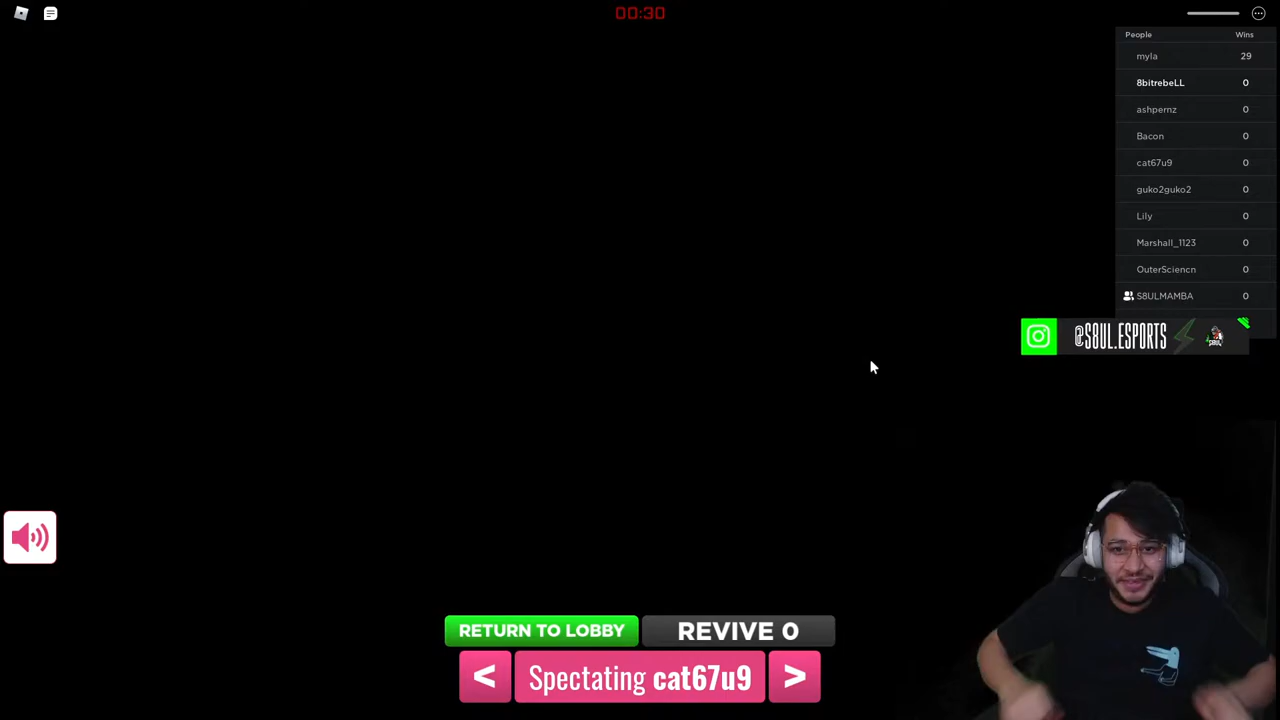 00:30
People Wins
myla 29
8bitrebeLL 0
ashpernz 0
Bacon 0
cat67u9 0
guko2guko2 0
Lily 0
Marshall_1123 0
OuterSciencn 0
S8ULMAMBA 0
@S8UL.ESPORTS
RETURN TO LOBBY REVIVE 0
< Spectating cat67u9 >